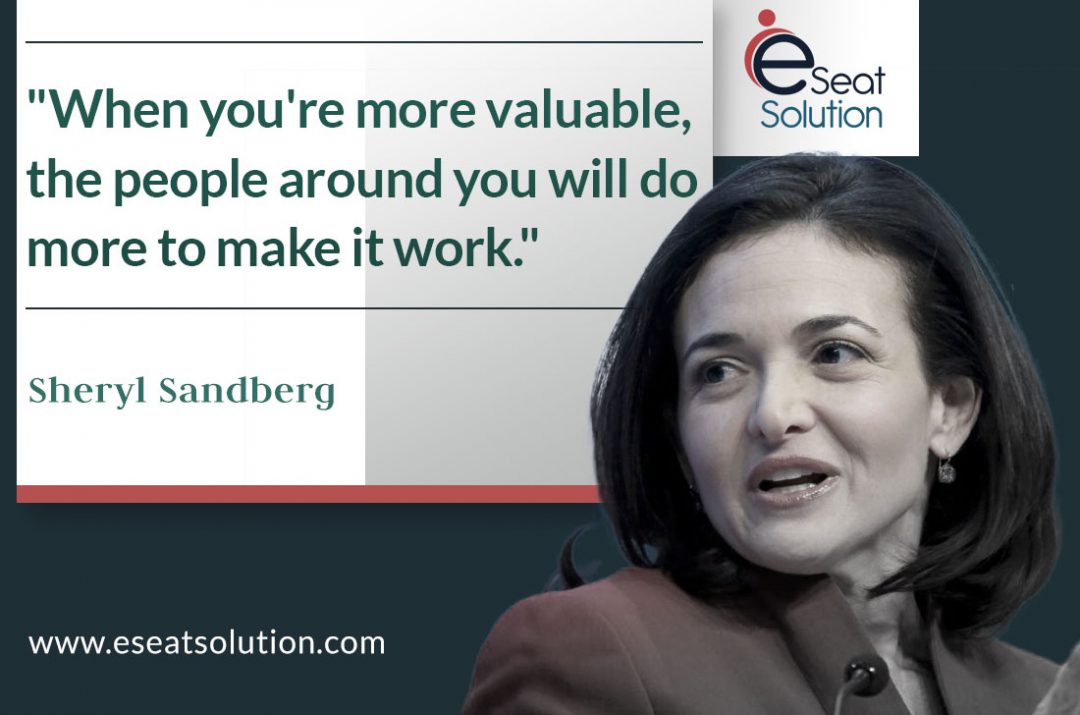 "When you're more valuable,
the people around you will do
more to make it work."
Sheryl Sandberg
eSeat
Solution
www.eseatsolution.com